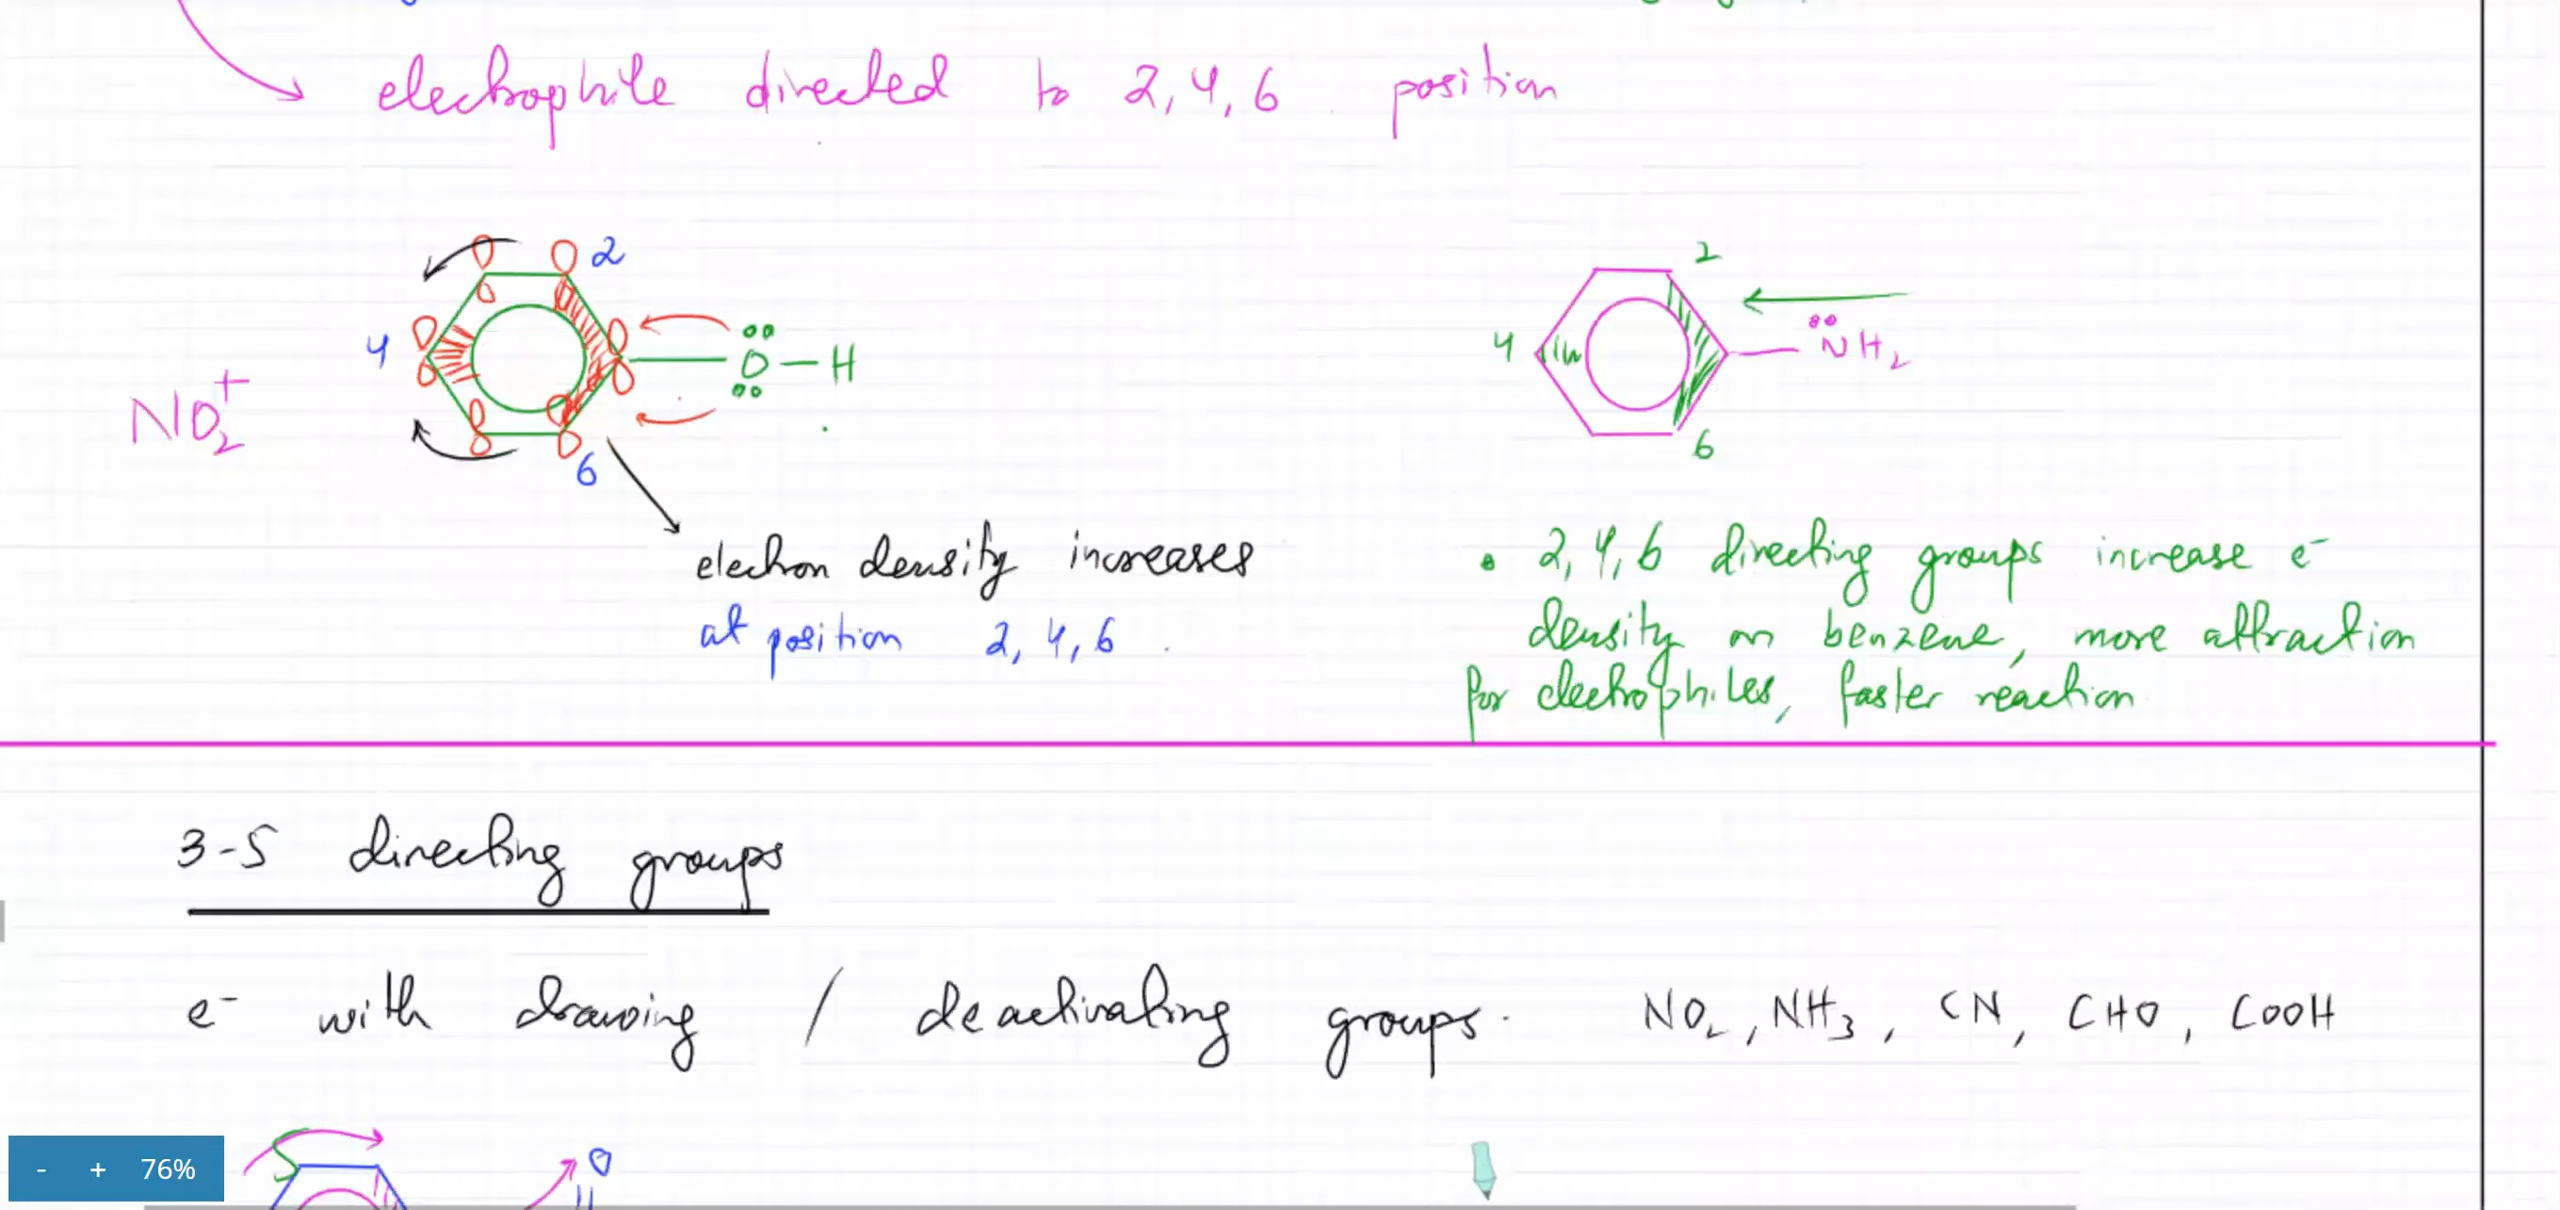 electrophile directed to 2, 4, 6 position
2
4
O — H
NO2+
6
electron density increases
at position 2, 4, 6.
2
4
NH2
6
• 2, 4, 6 directing groups increase e-
density on benzene, more attraction
for electrophiles, faster reaction
3-5 directing groups
e- with drawing / deactivating groups. NO2, NH3, CN, CHO, COOH
O
- + 76%